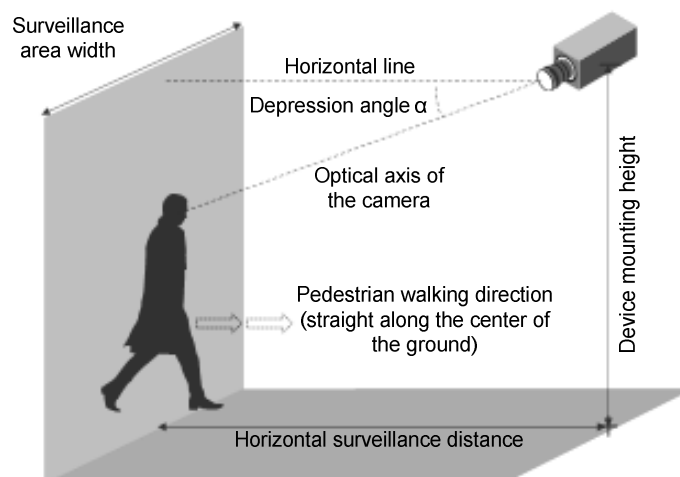 Surveillance
area width
Horizontal line
Depression angle α
Optical axis of
the camera
Device mounting height
Pedestrian walking direction
(straight along the center of
the ground)
Horizontal surveillance distance